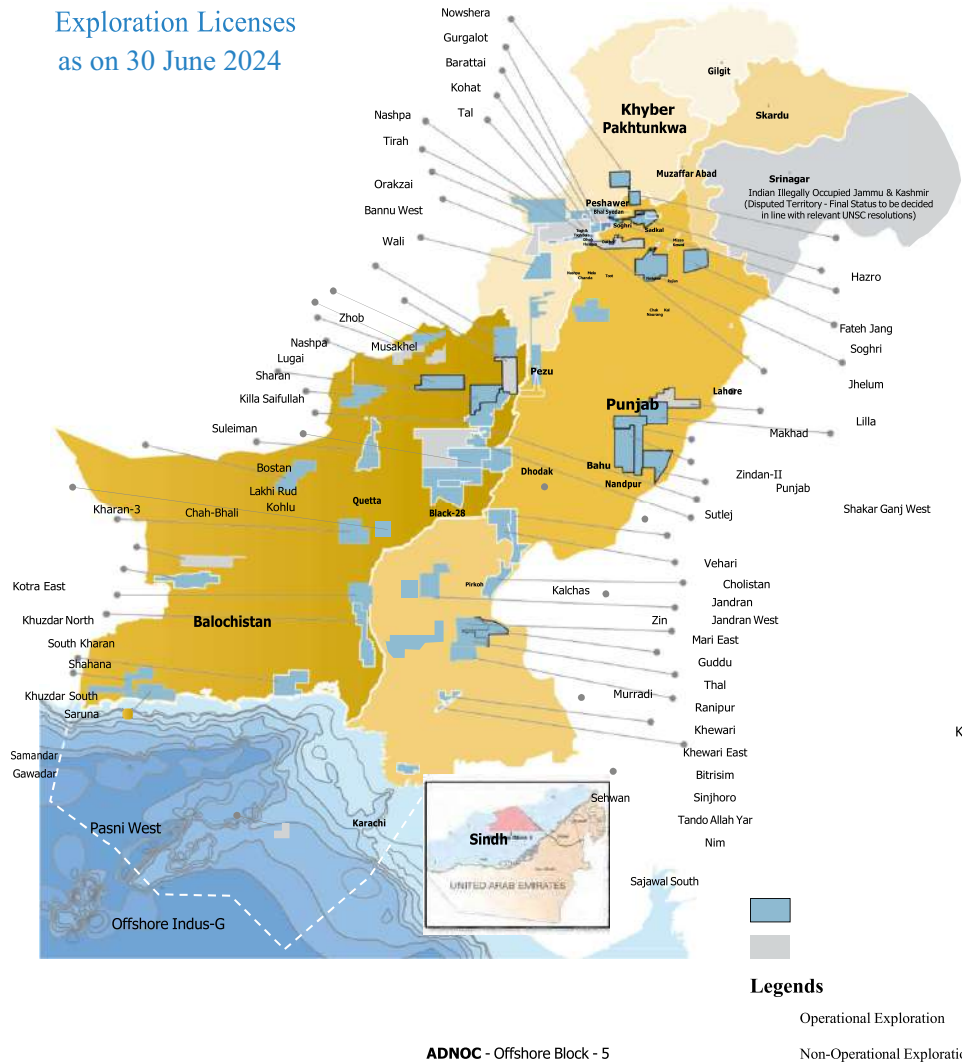 Exploration Licenses
as on 30 June 2024
Nowshera
Gurgalot
Barattai
Kohat
Tal
Nashpa
Tirah
Orakzai
Bannu West
Wali
Gilgit
Khyber
Pakhtunkwa
Skardu
Muzaffar Abad
Srinagar
Indian Illegally Occupied Jammu & Kashmir
(Disputed Territory - Final Status to be decided
in line with relevant UNSC resolutions)
Peshawer
Bhal Syedan
Soghri
Sadkal
Hazro
Fateh Jang
Soghri
Jhelum
Lilla
Makhad
Zindan-II
Punjab
Shakar Ganj West
Sutlej
Vehari
Cholistan
Jandran
Jandran West
Mari East
Guddu
Thal
Ranipur
Khewari
Khewari East
Bitrisim
Sinjhoro
Tando Allah Yar
Nim
Sajawal South
Zhob
Nashpa
Musakhel
Lugai
Sharan
Killa Saifullah
Suleiman
Bostan
Lakhi Rud
Kohlu
Kharan-3
Chah-Bhali
Quetta
Black-28
Pezu
Lahore
Punjab
Bahu
Nandpur
Dhodak
Kotra East
Khuzdar North
South Kharan
Shahana
Khuzdar South
Saruna
Samandar
Gawadar
Balochistan
Pirkoh
Kalchas
Zin
Murradi
Sehwan
K
Pasni West
Offshore Indus-G
Karachi
Sindh
UNITED ARAB EMIRATES
Legends
Operational Exploration
Non-Operational Exploratio
ADNOC - Offshore Block - 5